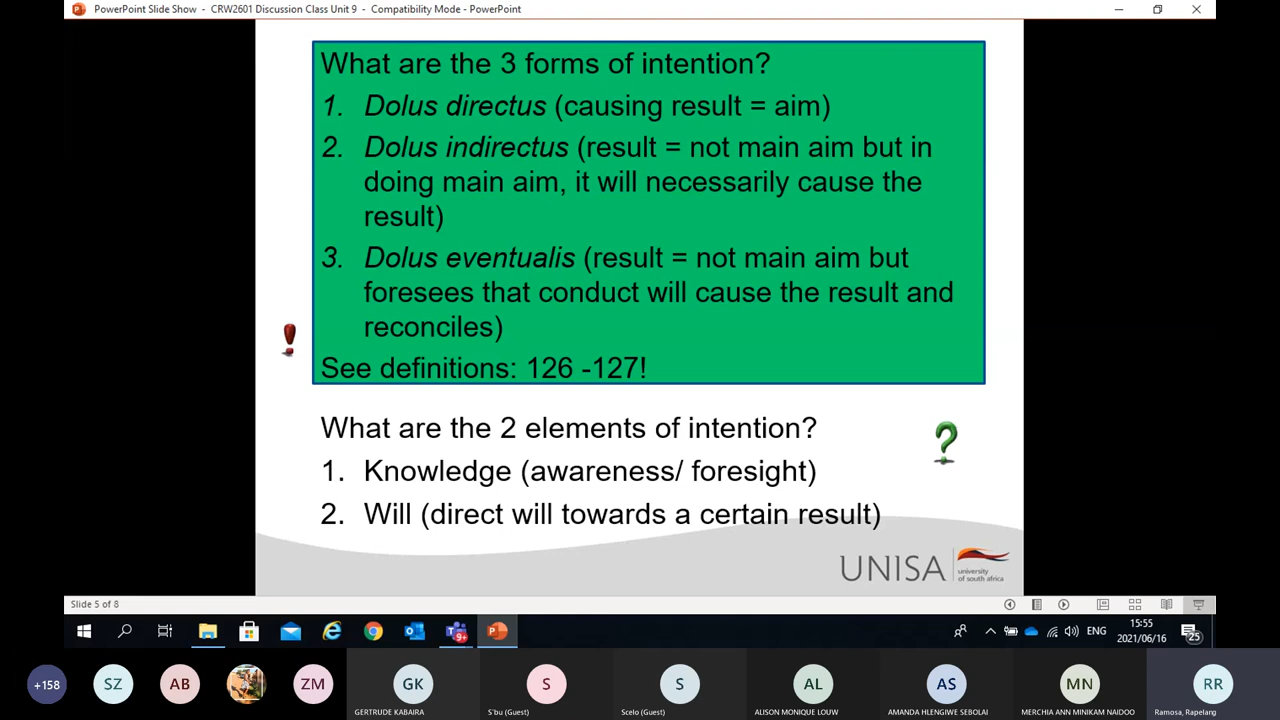 PowerPoint Slide Show - CRW2601 Discussion Class Unit 9 - Compatibility Mode - PowerPoint
What are the 3 forms of intention?
1. Dolus directus (causing result = aim)
2. Dolus indirectus (result = not main aim but in
doing main aim, it will necessarily cause the
result)
3. Dolus eventualis (result = not main aim but
foresees that conduct will cause the result and
reconciles)
See definitions: 126 -127!
What are the 2 elements of intention?
1. Knowledge (awareness/ foresight)
2. Will (direct will towards a certain result)
UNISA
university
of south africa
Slide 5 of 8
ENG
15:55
2021/06/16
25
9+
+158
SZ
AB
ZM
GK
S
S
AL
AS
MN
RR
GERTRUDE KABAIRA
S'bu (Guest)
Scelo (Guest)
ALISON MONIQUE LOUW
AMANDA HLENGIWE SEBOLAI
MERCHIA ANN MINIKAM NAIDOO
Ramosa, Rapelang